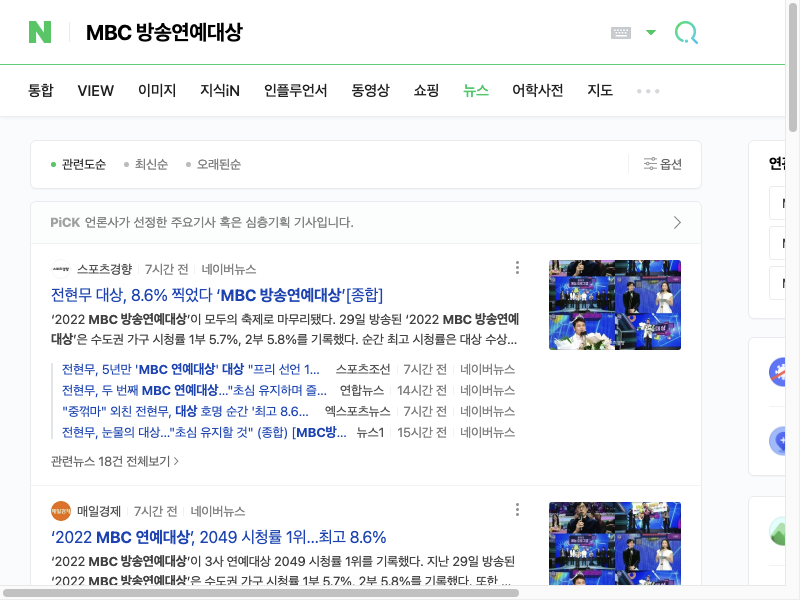 N MBC 방송연예대상
통합 VIEW 이미지 지식iN 인플루언서 동영상 쇼핑 뉴스 어학사전 지도
관련도순 최신순 오래된순 옵션
PiCK 언론사가 선정한 주요기사 혹은 심층기획 기사입니다.
스포츠경향 7시간 전 네이버뉴스
전현무 대상, 8.6% 찍었다 ‘MBC 방송연예대상’[종합]
‘2022 MBC 방송연예대상’이 모두의 축제로 마무리됐다. 29일 방송된 ‘2022 MBC 방송연예
대상’은 수도권 가구 시청률 1부 5.7%, 2부 5.8%를 기록했다. 순간 최고 시청률은 대상 수상...
전현무, 5년만 'MBC 연예대상' 대상 "프리 선언 1... 스포츠조선 7시간 전 네이버뉴스
전현무, 두 번째 MBC 연예대상..."초심 유지하며 즐... 연합뉴스 14시간 전 네이버뉴스
"중꺾마" 외친 전현무, 대상 호명 순간 '최고 8.6... 엑스포츠뉴스 7시간 전 네이버뉴스
전현무, 눈물의 대상..."초심 유지할 것" (종합) [MBC방... 뉴스1 15시간 전 네이버뉴스
관련뉴스 18건 전체보기
매일경제 7시간 전 네이버뉴스
‘2022 MBC 연예대상’, 2049 시청률 1위...최고 8.6%
‘2022 MBC 방송연예대상’이 3사 연예대상 2049 시청률 1위를 기록했다. 지난 29일 방송된
‘2022 MBC 방송연예대상’은 수도권 가구 시청률 1부 5.7%, 2부 5.8%를 기록했다. 또한 ...